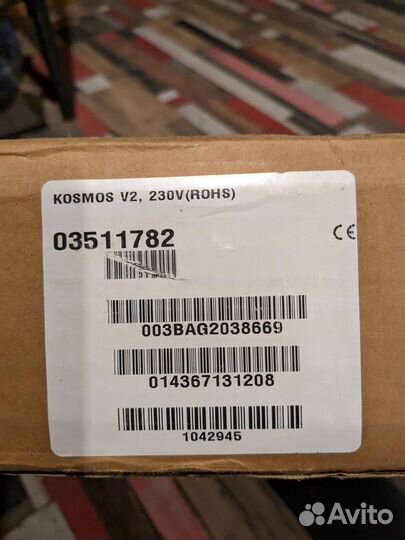 KOSMOS V2, 230V(ROHS)
03511782
CE
003BAG2038669
014367131208
1042945
Avito